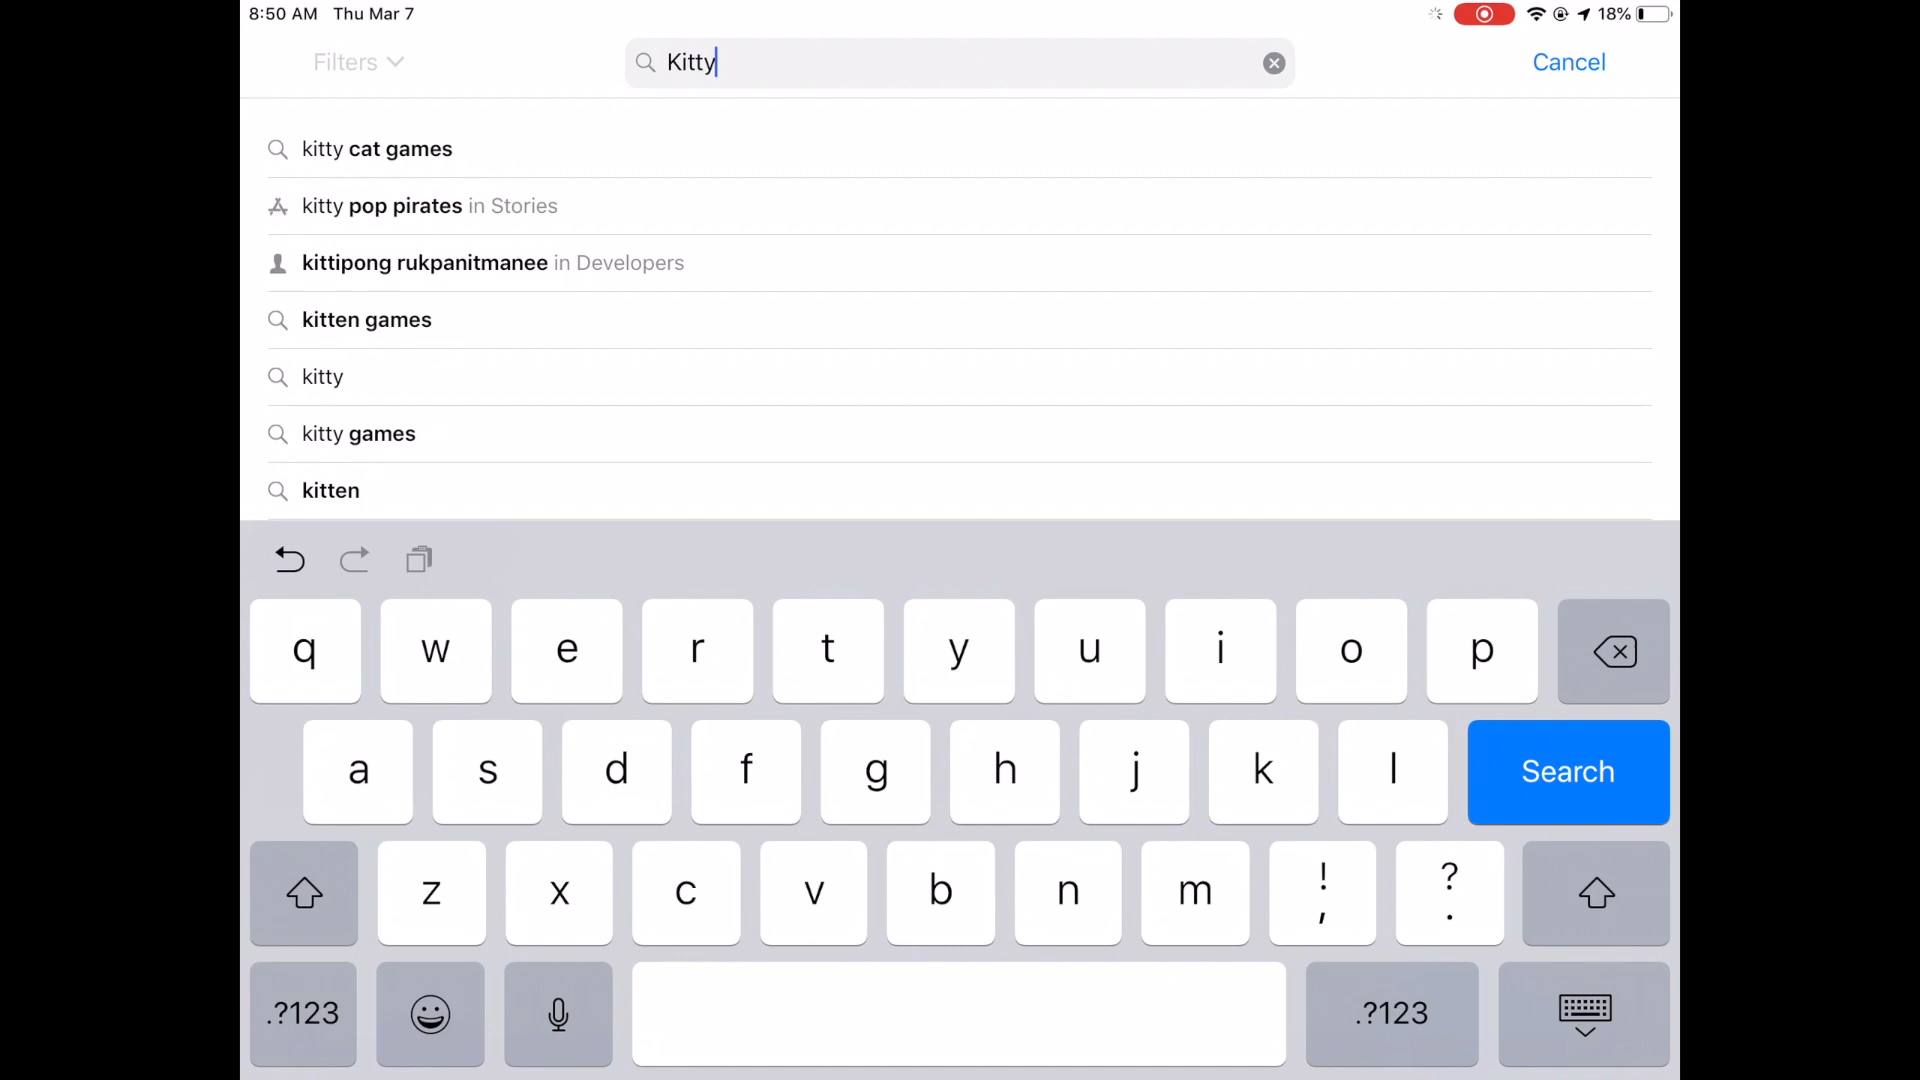 8:50 AM Thu Mar 7
18%
Filters
Kitty
Cancel
kitty cat games
kitty pop pirates in Stories
kittipong rukpanitmanee in Developers
kitten games
kitty
kitty games
kitten
q w e r t y u i o p
a s d f g h j k l Search
z x c v b n m ! , ? .
.?123 .?123